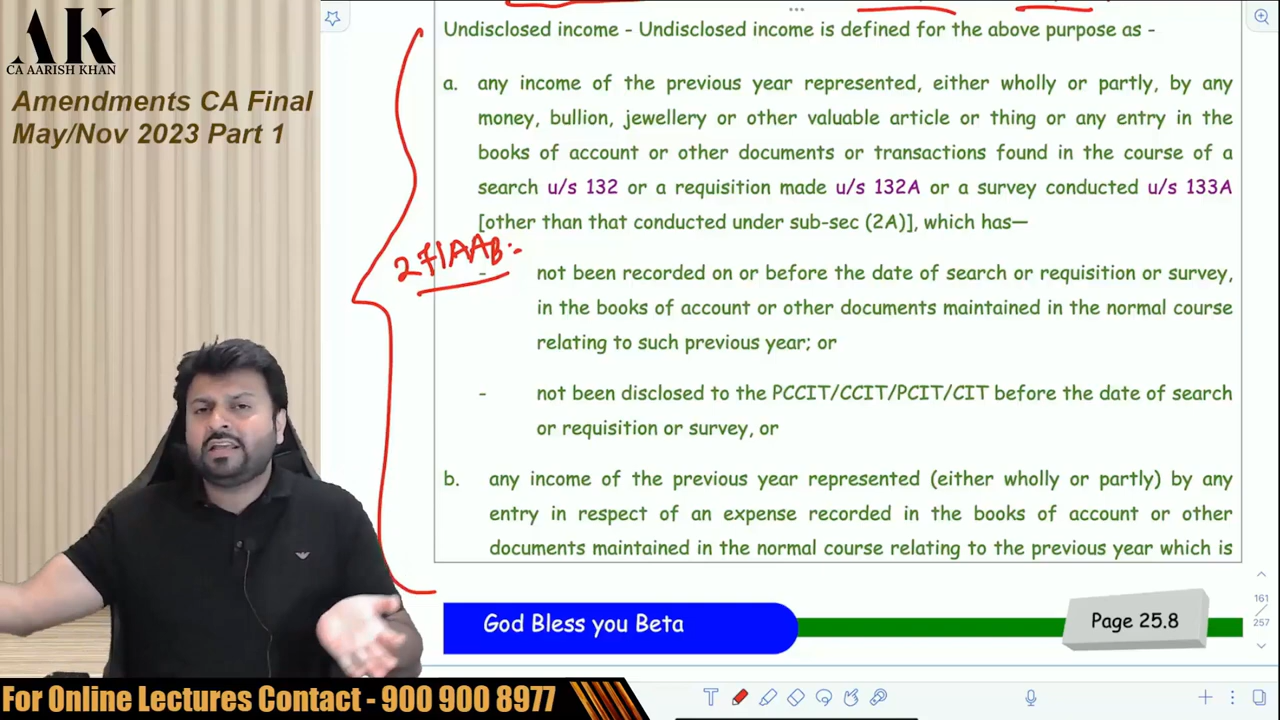 AK
CA AARISH KHAN
Amendments CA Final
May/Nov 2023 Part 1
Undisclosed income - Undisclosed income is defined for the above purpose as -
a. any income of the previous year represented, either wholly or partly, by any
money, bullion, jewellery or other valuable article or thing or any entry in the
books of account or other documents or transactions found in the course of a
search u/s 132 or a requisition made u/s 132A or a survey conducted u/s 133A
[other than that conducted under sub-sec (2A)], which has—
271AAB:-
- not been recorded on or before the date of search or requisition or survey,
in the books of account or other documents maintained in the normal course
relating to such previous year; or
- not been disclosed to the PCCIT/CCIT/PCIT/CIT before the date of search
or requisition or survey, or
b. any income of the previous year represented (either wholly or partly) by any
entry in respect of an expense recorded in the books of account or other
documents maintained in the normal course relating to the previous year which is
God Bless you Beta
Page 25.8
161
257
For Online Lectures Contact - 900 900 8977